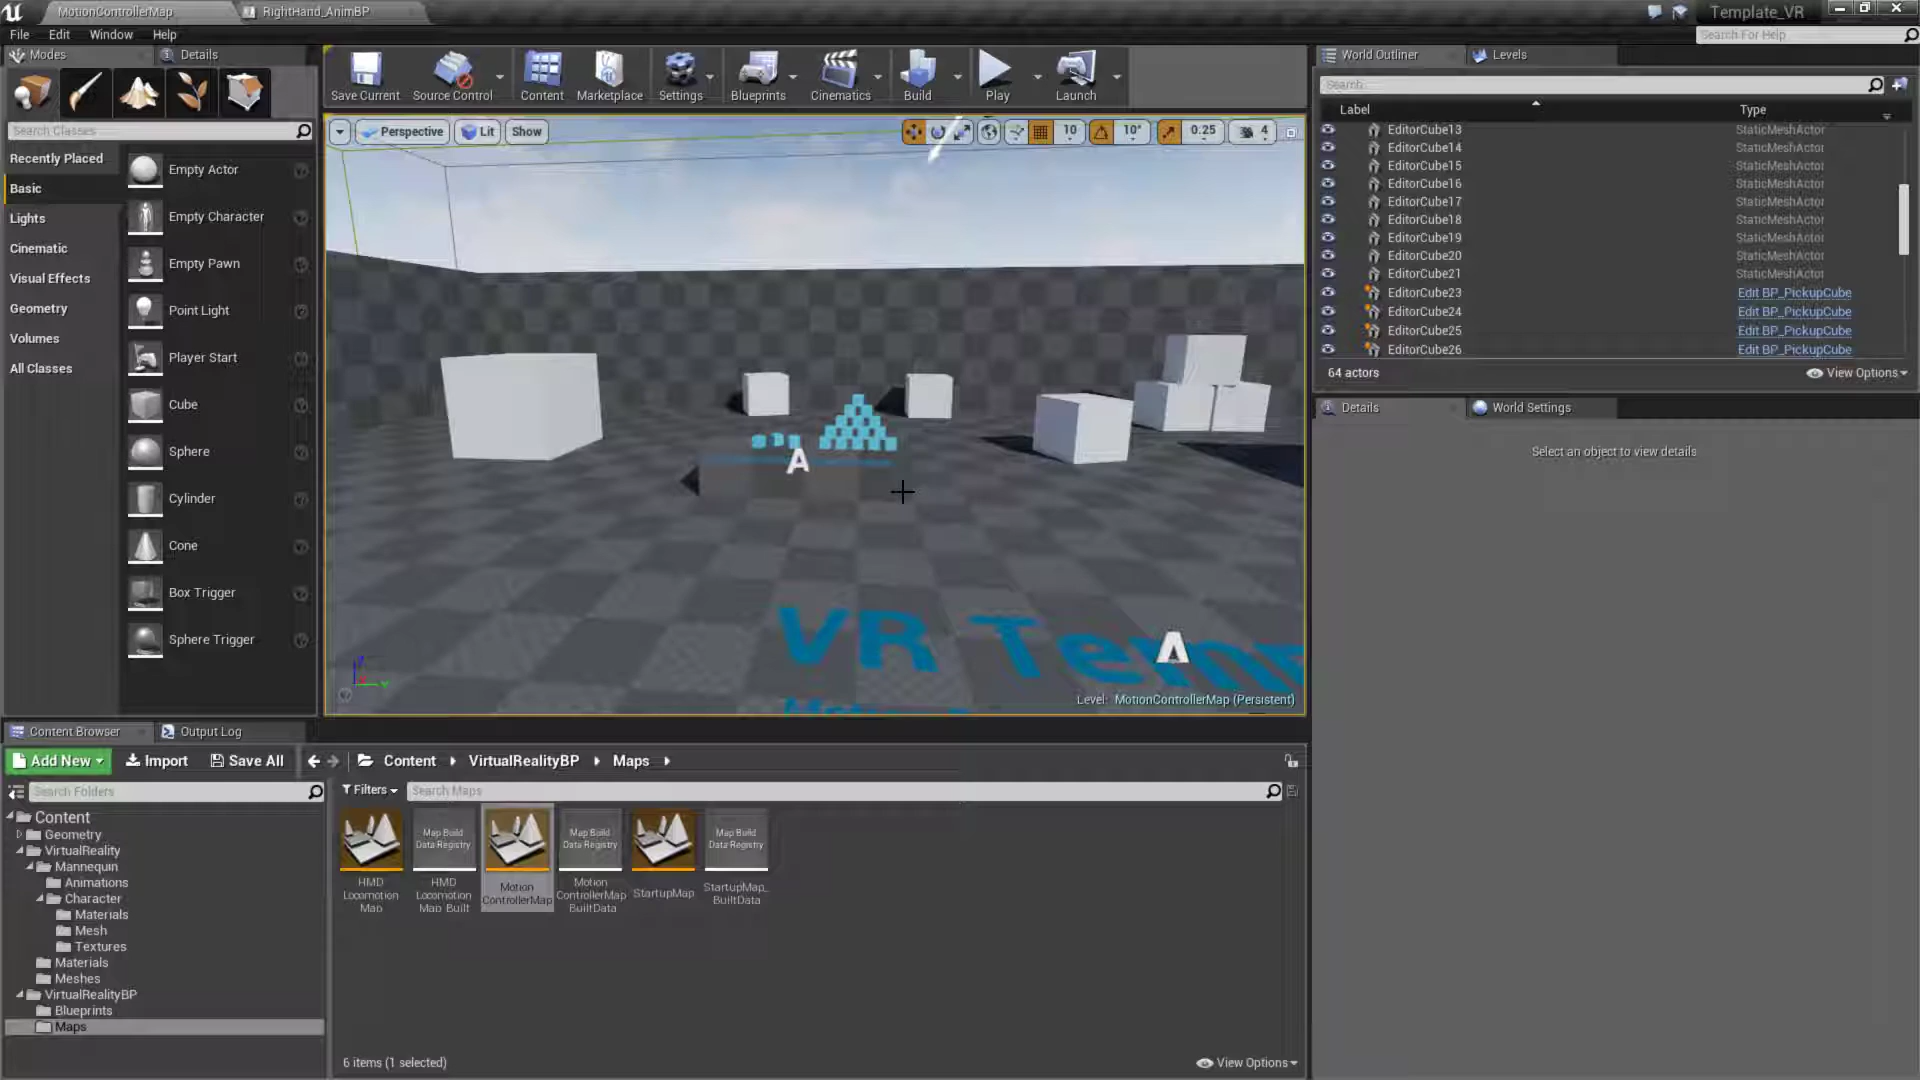 MotionControllerMap
RightHand_AnimBP
Template_VR
File Edit Window Help
Search For Help
Modes
Details
Save Current
Source Control
Content
Marketplace
Settings
Blueprints
Cinematics
Build
Play
Launch
Search Classes
Recently Placed
Basic
Lights
Cinematic
Visual Effects
Geometry
Volumes
All Classes
Empty Actor
Empty Character
Empty Pawn
Point Light
Player Start
Cube
Sphere
Cylinder
Cone
Box Trigger
Sphere Trigger
Perspective
Lit
Show
10
10°
0.25
4
A
VR Temp
A
Level: MotionControllerMap (Persistent)
World Outliner
Levels
Search
Label Type
EditorCube13 StaticMeshActor
EditorCube14 StaticMeshActor
EditorCube15 StaticMeshActor
EditorCube16 StaticMeshActor
EditorCube17 StaticMeshActor
EditorCube18 StaticMeshActor
EditorCube19 StaticMeshActor
EditorCube20 StaticMeshActor
EditorCube21 StaticMeshActor
EditorCube23 Edit BP_PickupCube
EditorCube24 Edit BP_PickupCube
EditorCube25 Edit BP_PickupCube
EditorCube26 Edit BP_PickupCube
64 actors
View Options
Details
World Settings
Select an object to view details
Content Browser
Output Log
Add New
Import
Save All
Content
VirtualRealityBP
Maps
Search Folders
Filters
Search Maps
Content
Geometry
VirtualReality
Mannequin
Animations
Character
Materials
Mesh
Textures
Materials
Meshes
VirtualRealityBP
Blueprints
Maps
HMD
Locomotion
Map
Map Build
Data Registry
HMD
Locomotion
Map_Built
Motion
ControllerMap
Map Build
Data Registry
Motion
ControllerMap_
BuiltData
StartupMap
Map Build
Data Registry
StartupMap_
BuiltData
6 items (1 selected)
View Options